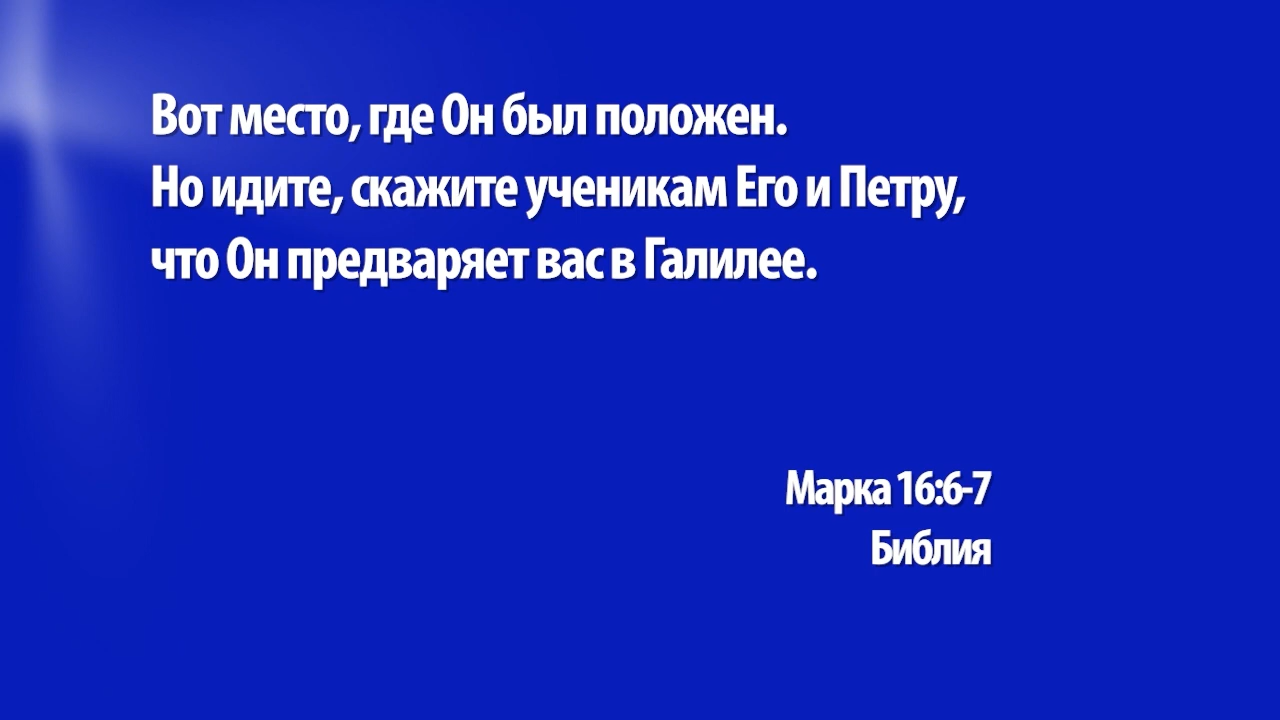 Вот место, где Он был положен.
Но идите, скажите ученикам Его и Петру,
что Он предваряет вас в Галилее.
Марка 16:6-7
Библия